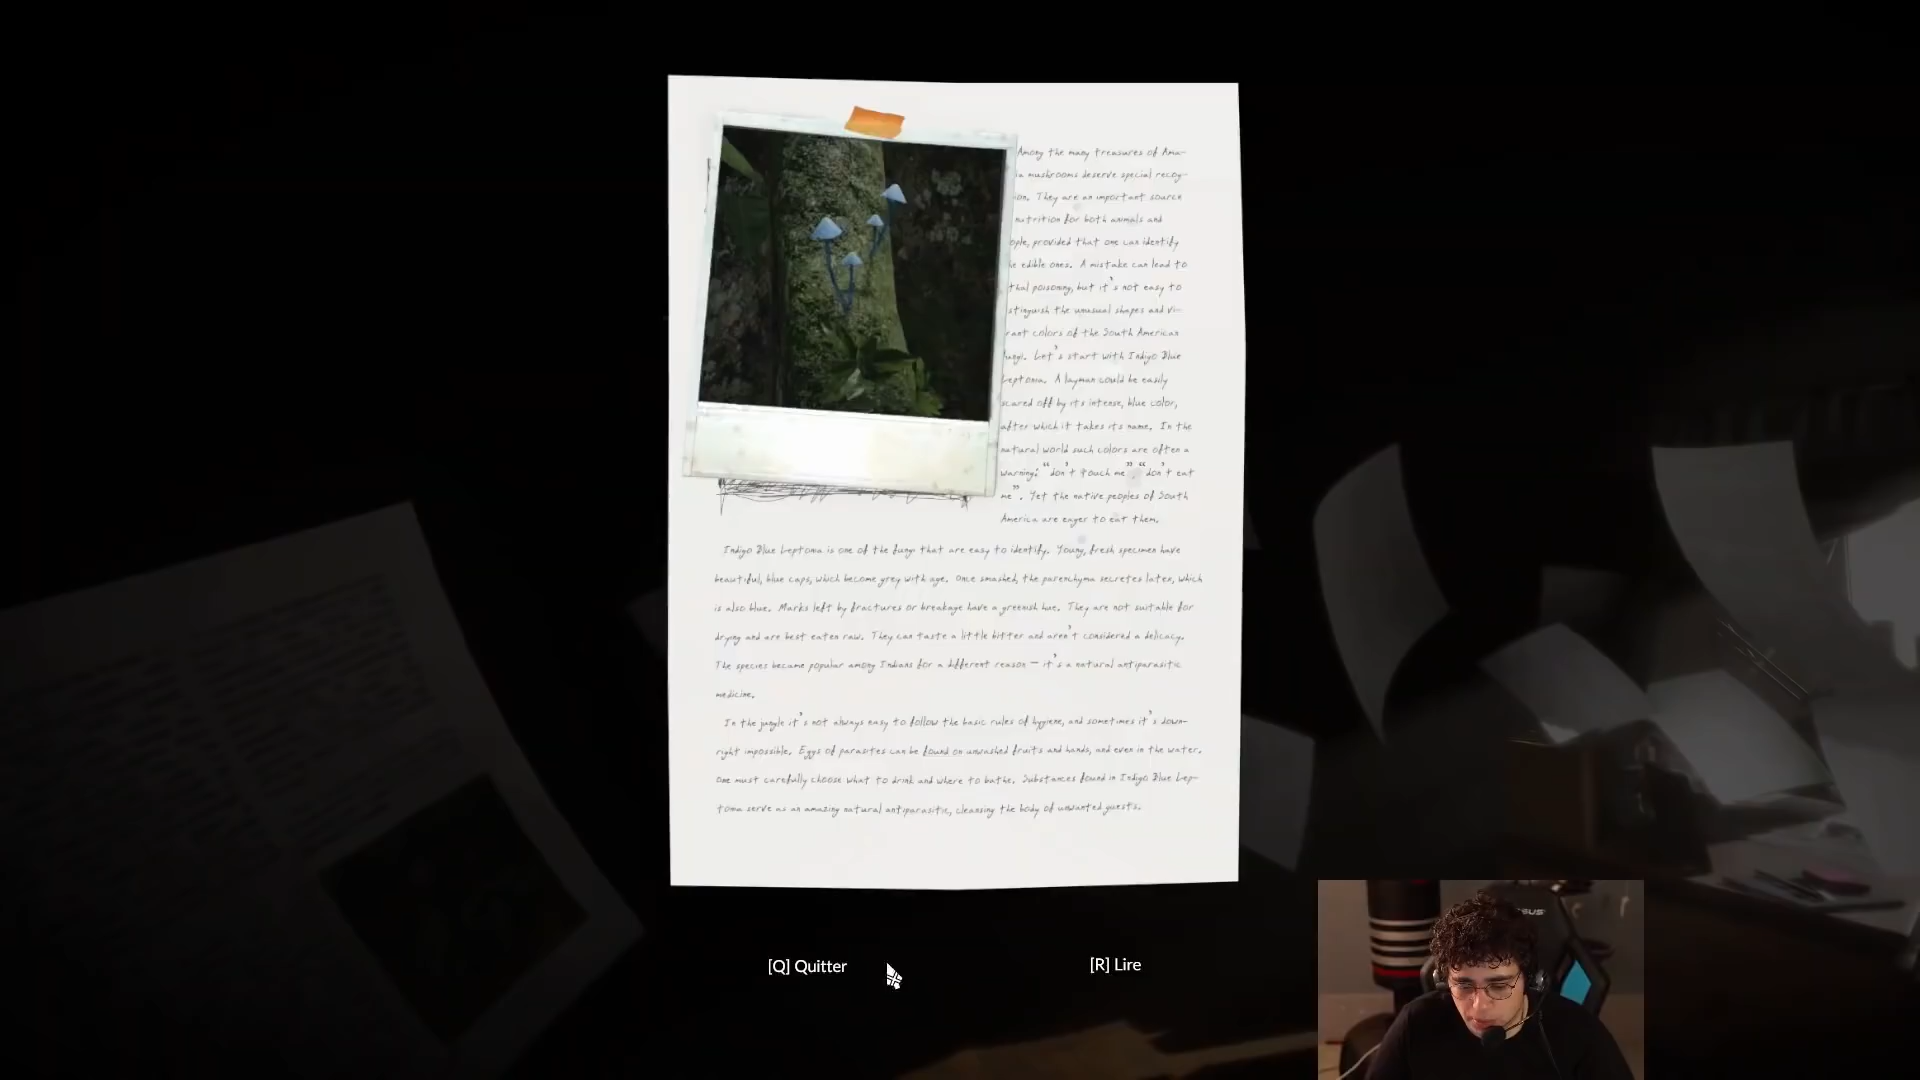 Among the many treasures of Ama-
a mushrooms deserve special recog-
ion. They are an important source
nutrition for both animals and
ople, provided that one can identify
he edible ones. A mistake can lead to
thal poisoning, but it's not easy to
stinguish the unusual shapes and vi-
rant colors of the South American
fungi. Let's start with Indigo Blue
Leptonia. A layman could be easily
scared off by its intense, blue color,
after which it takes its name. In the
natural world such colors are often a
warning: "don't touch me", "don't eat
me". Yet the native peoples of South
America are eager to eat them.
Indigo Blue Leptonia is one of the fungi that are easy to identify. Young, fresh specimen have
beautiful, blue caps, which become grey with age. Once smashed, the parenchyma secretes latex, which
is also blue. Marks left by fractures or breakage have a greenish hue. They are not suitable for
drying and are best eaten raw. They can taste a little bitter and aren't considered a delicacy.
The species became popular among Indians for a different reason – it's a natural antiparasitic
medicine.
In the jungle it's not always easy to follow the basic rules of hygiene, and sometimes it's down-
right impossible. Eggs of parasites can be found on unwashed fruits and hands, and even in the water.
One must carefully choose what to drink and where to bathe. Substances found in Indigo Blue Lep-
tonia serve as an amazing natural antiparasitic, cleansing the body of unwanted guests.
[Q] Quitter
[R] Lire